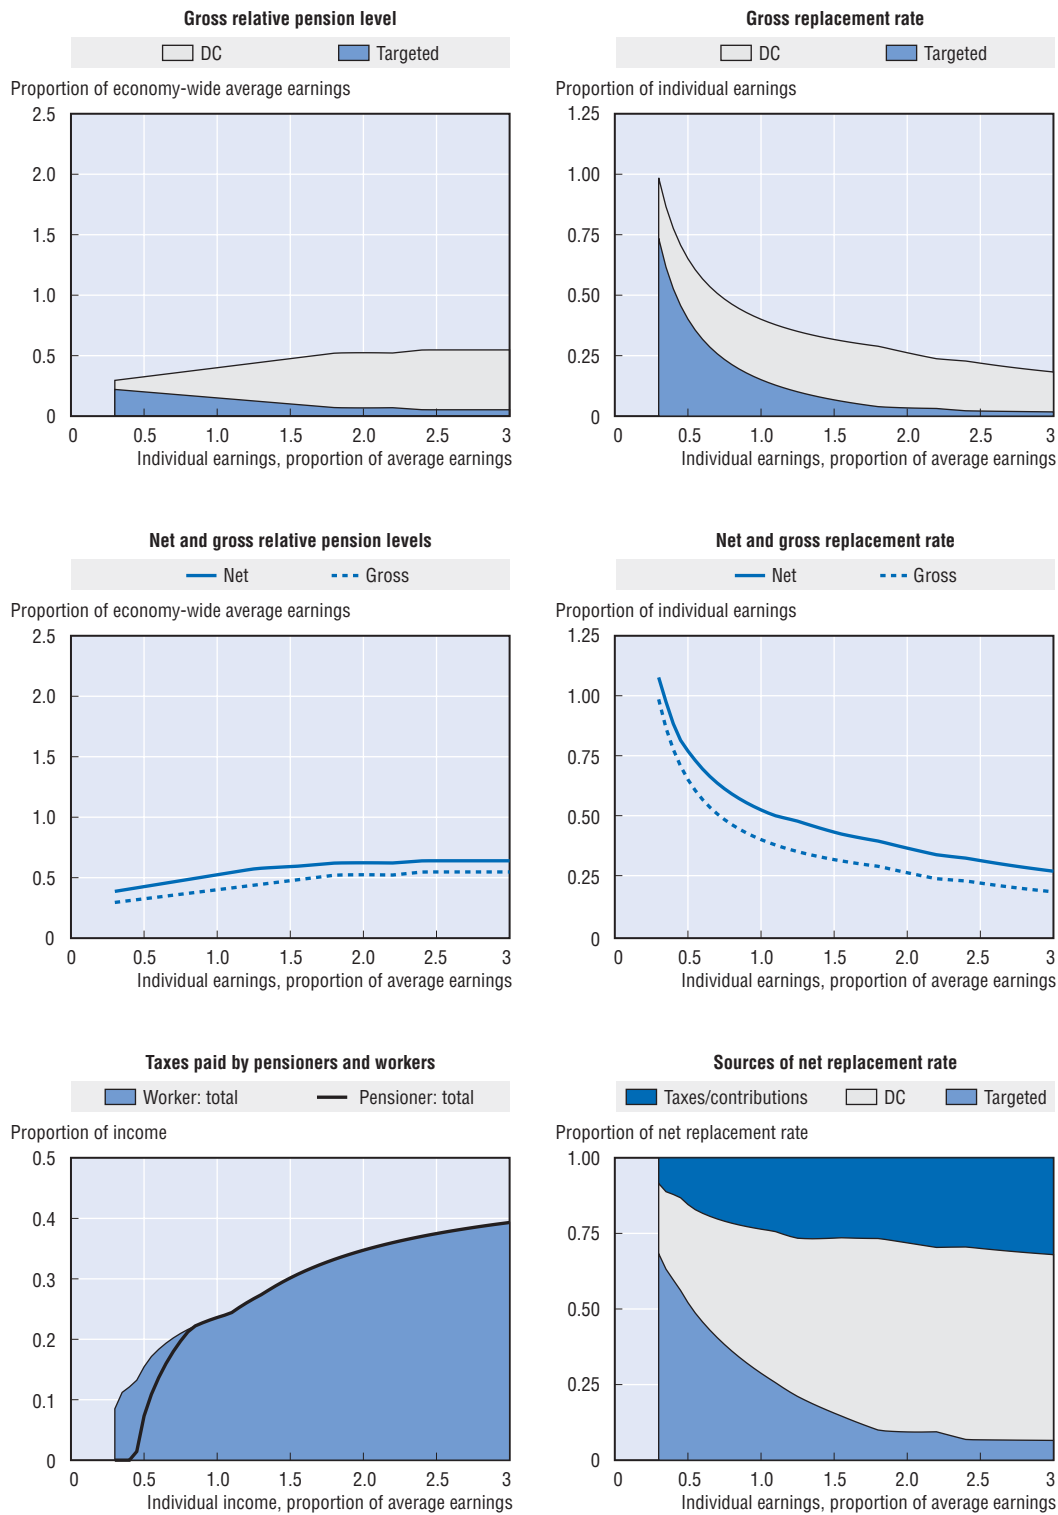 Gross relative pension level
DC Targeted
Proportion of economy-wide average earnings
2.5
2.0
1.5
1.0
0.5
0
0 0.5 1.0 1.5 2.0 2.5 3
Individual earnings, proportion of average earnings
Gross replacement rate
DC Targeted
Proportion of individual earnings
1.25
1.00
0.75
0.50
0.25
0
0 0.5 1.0 1.5 2.0 2.5 3
Individual earnings, proportion of average earnings
Net and gross relative pension levels
Net Gross
Proportion of economy-wide average earnings
2.5
2.0
1.5
1.0
0.5
0
0 0.5 1.0 1.5 2.0 2.5 3
Individual earnings, proportion of average earnings
Net and gross replacement rate
Net Gross
Proportion of individual earnings
1.25
1.00
0.75
0.50
0.25
0
0 0.5 1.0 1.5 2.0 2.5 3
Individual earnings, proportion of average earnings
Taxes paid by pensioners and workers
Worker: total Pensioner: total
Proportion of income
0.5
0.4
0.3
0.2
0.1
0
0 0.5 1.0 1.5 2.0 2.5 3
Individual income, proportion of average earnings
Sources of net replacement rate
Taxes/contributions DC Targeted
Proportion of net replacement rate
1.00
0.75
0.50
0.25
0
0 0.5 1.0 1.5 2.0 2.5 3
Individual earnings, proportion of average earnings